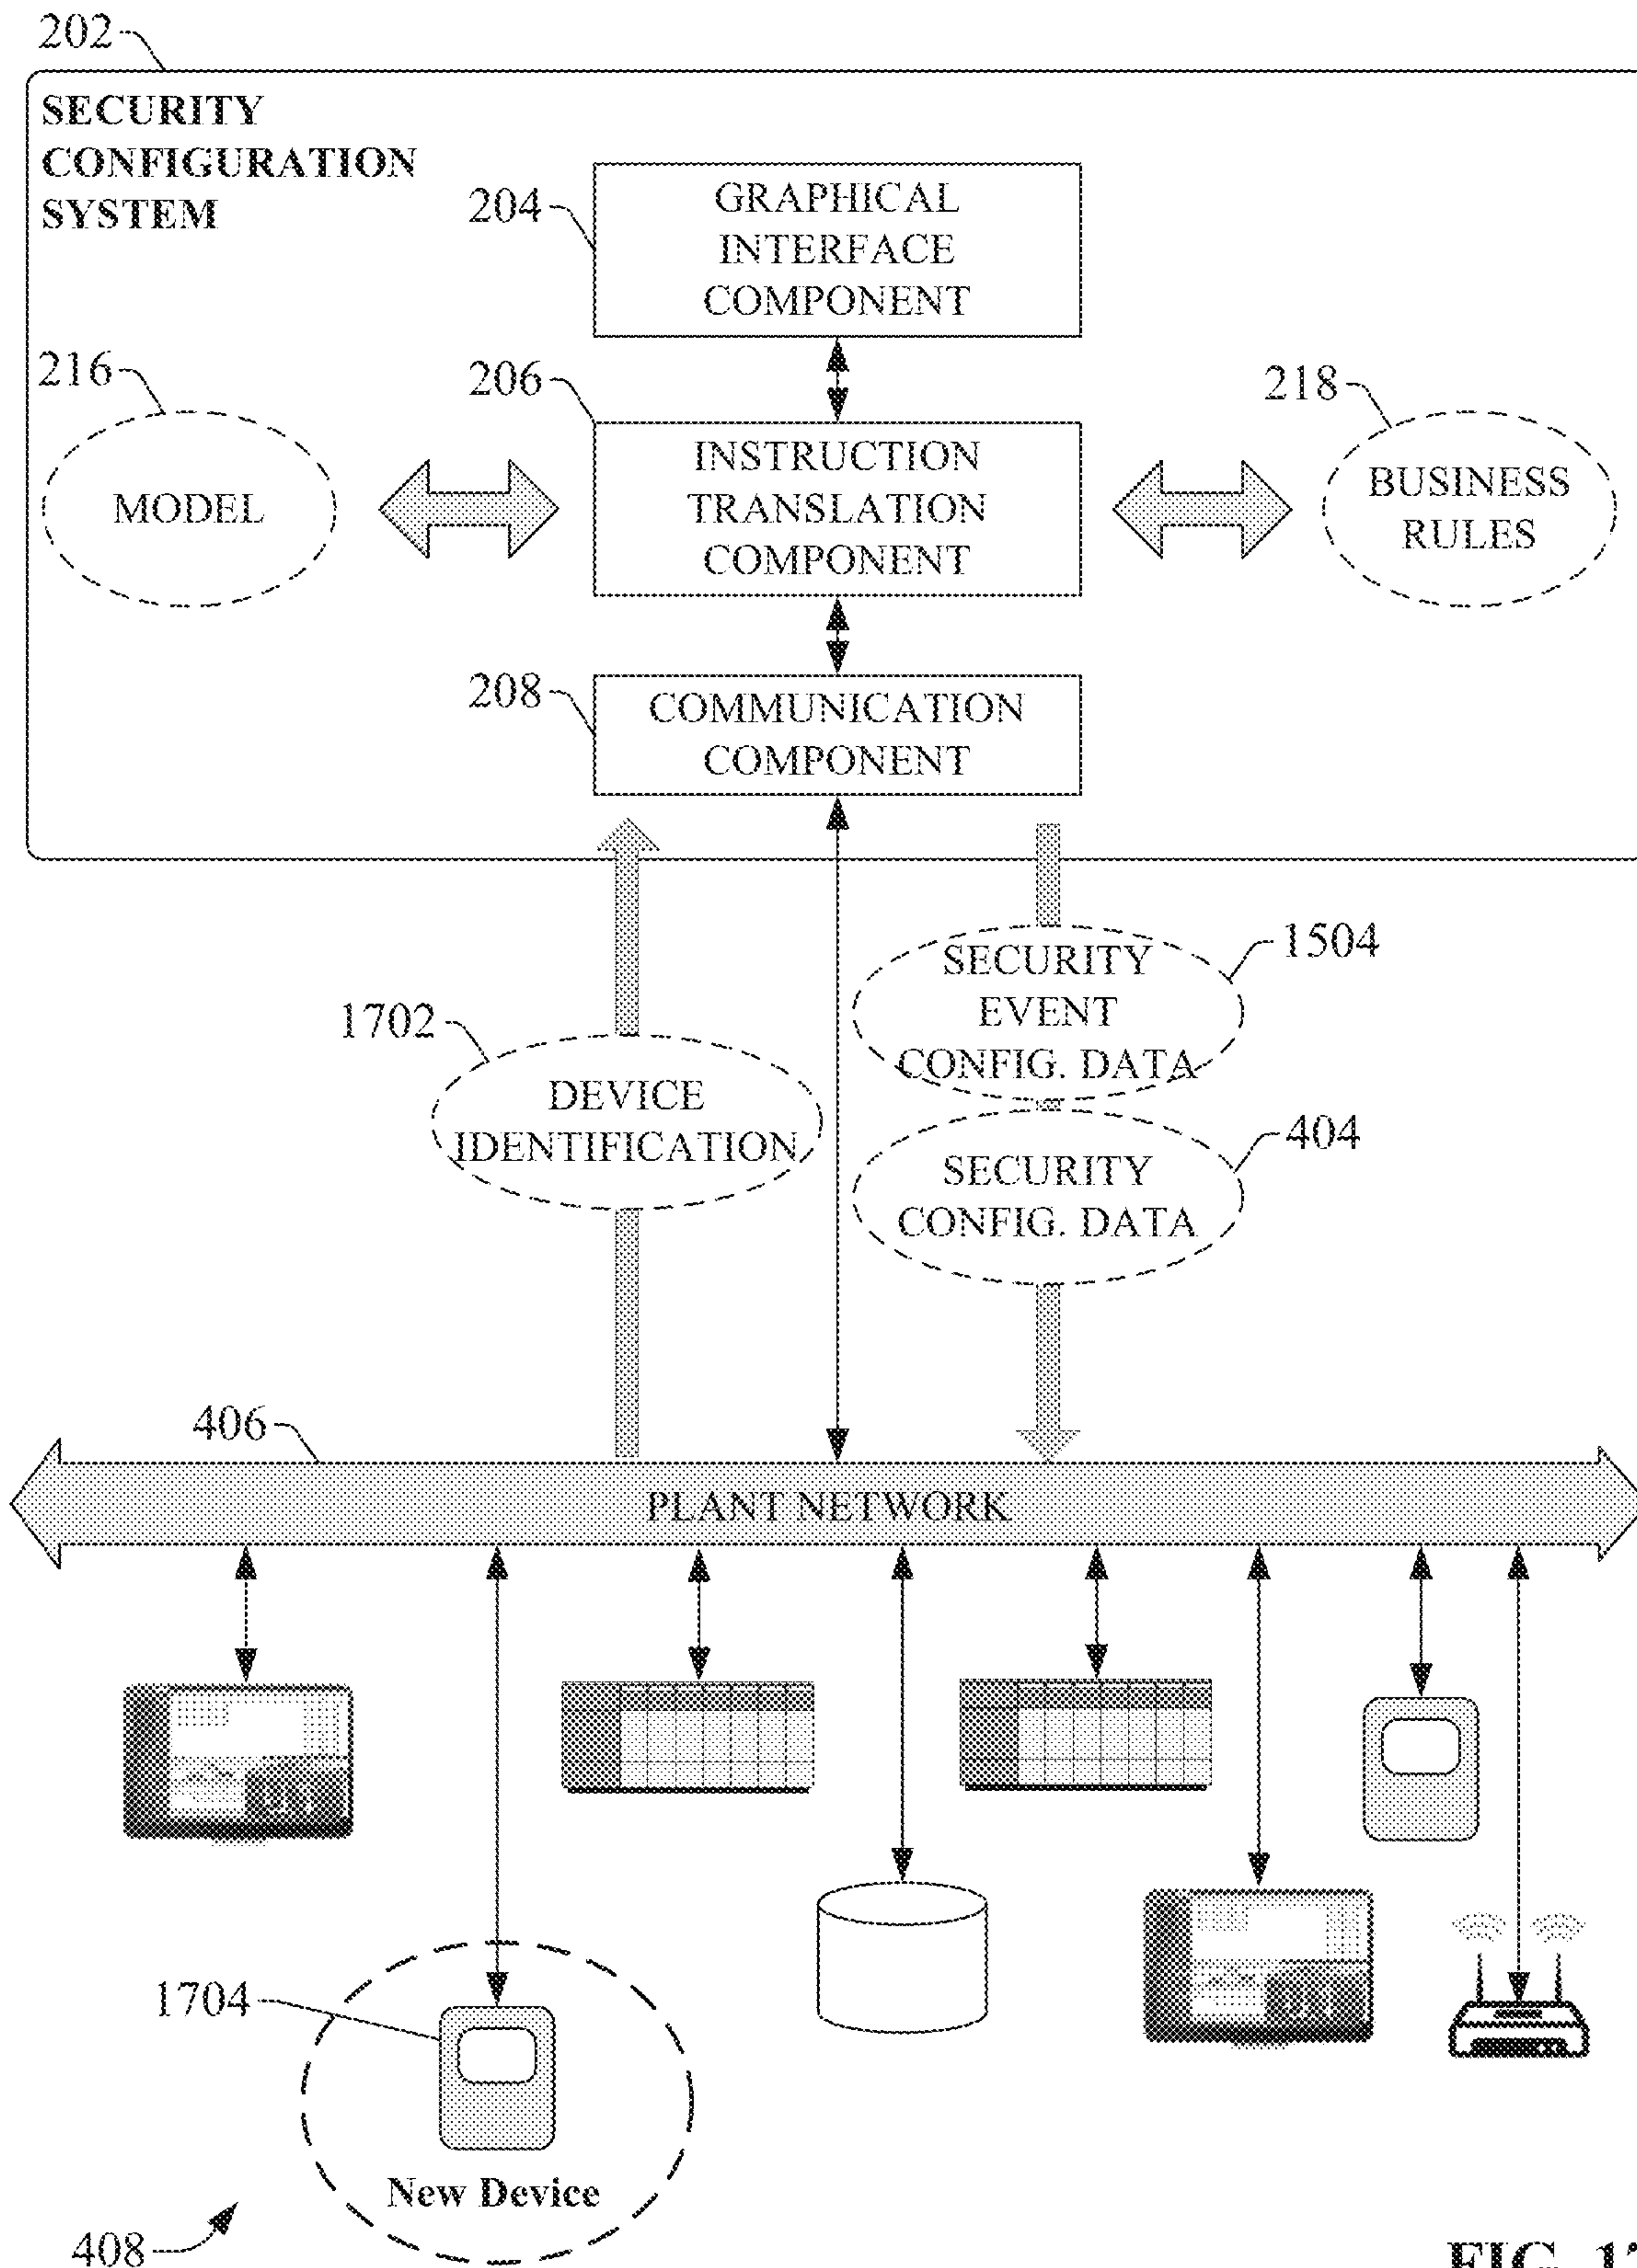 202
SECURITY
CONFIGURATION
SYSTEM
204
GRAPHICAL
INTERFACE
COMPONENT
216
MODEL
206
INSTRUCTION
TRANSLATION
COMPONENT
218
BUSINESS
RULES
208
COMMUNICATION
COMPONENT
1702
DEVICE
IDENTIFICATION
1504
SECURITY
EVENT
CONFIG. DATA
404
SECURITY
CONFIG. DATA
406
PLANT NETWORK
1704
New Device
408
FIG.